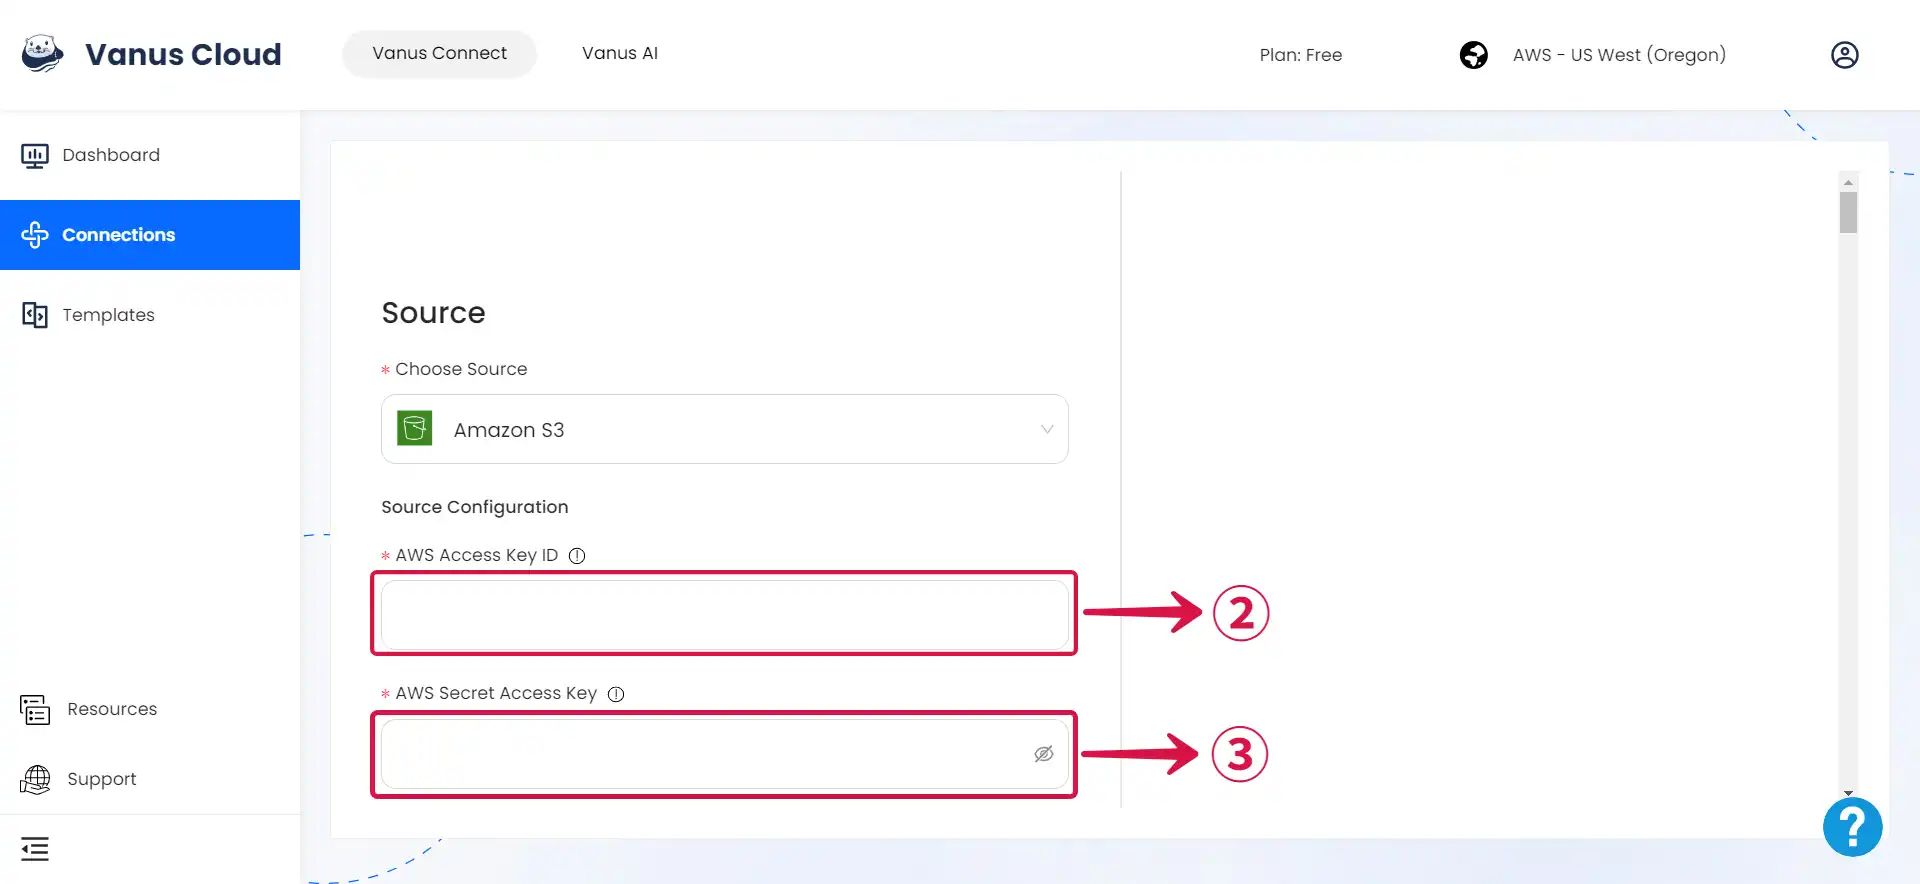 Vanus Cloud
Vanus Connect
Vanus AI
Plan: Free
AWS - US West (Oregon)
Dashboard
Connections
Templates
Resources
Support
Source
* Choose Source
Amazon S3
Source Configuration
* AWS Access Key ID
2
* AWS Secret Access Key
3
?